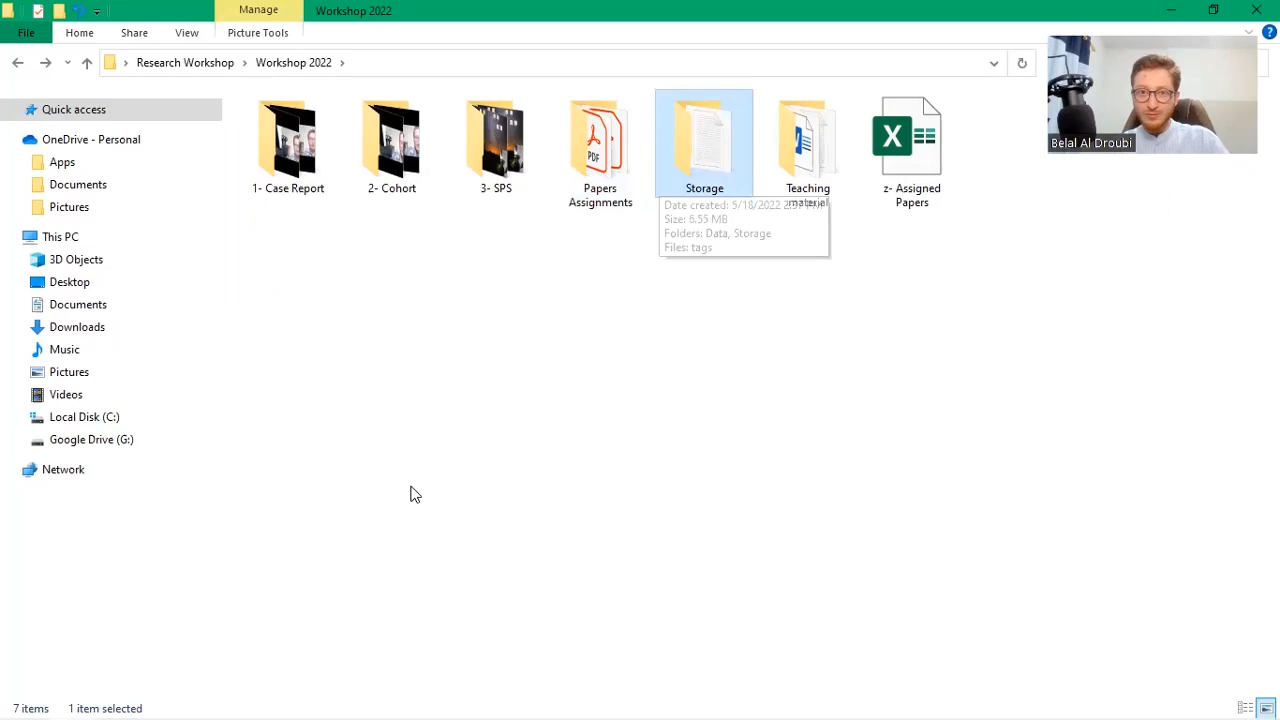 Manage
Workshop 2022
File
Home
Share
View
Picture Tools
Research Workshop
Workshop 2022
Belal Al Droubi
Quick access
OneDrive - Personal
Apps
Documents
Pictures
This PC
3D Objects
Desktop
Documents
Downloads
Music
Pictures
Videos
Local Disk (C:)
Google Drive (G:)
Network
1- Case Report
2- Cohort
3- SPS
PDF
Papers
Assignments
Storage
Teaching
material
X
z- Assigned
Papers
Date created: 5/18/2022
Size: 6.55 MB
Folders: Data, Storage
Files: tags
7 items
1 item selected